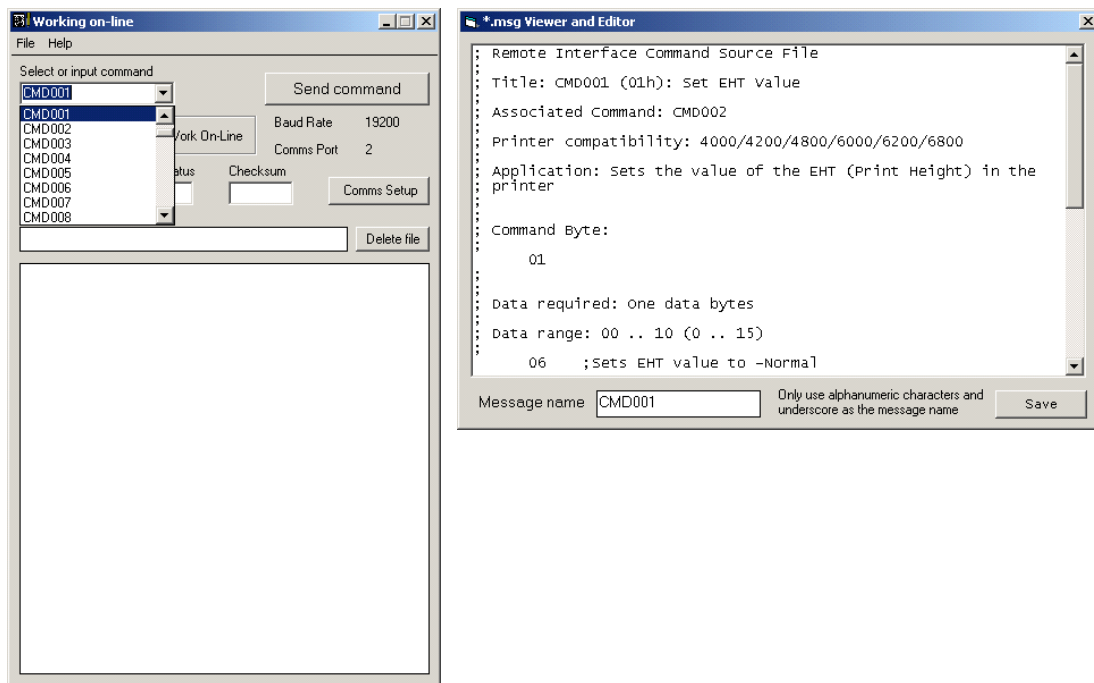 Working on-line
File Help
Select or input command
CMD001
Send command
CMD001
CMD002
CMD003
CMD004
CMD005
CMD006
CMD007
CMD008
Work On-Line
Baud Rate 19200
Comms Port 2
atus Checksum
Comms Setup
Delete file
*.msg Viewer and Editor
; Remote Interface Command Source File
;
; Title: CMD001 (01h): Set EHT Value
;
; Associated Command: CMD002
;
; Printer compatibility: 4000/4200/4800/6000/6200/6800
;
; Application: Sets the value of the EHT (Print Height) in the
; printer
;
;
; Command Byte:
;
01
;
;
; Data required: One data bytes
;
; Data range: 00 .. 10 (0 .. 15)
;
06 ;Sets EHT value to -Normal
Message name CMD001
Only use alphanumeric characters and
underscore as the message name
Save